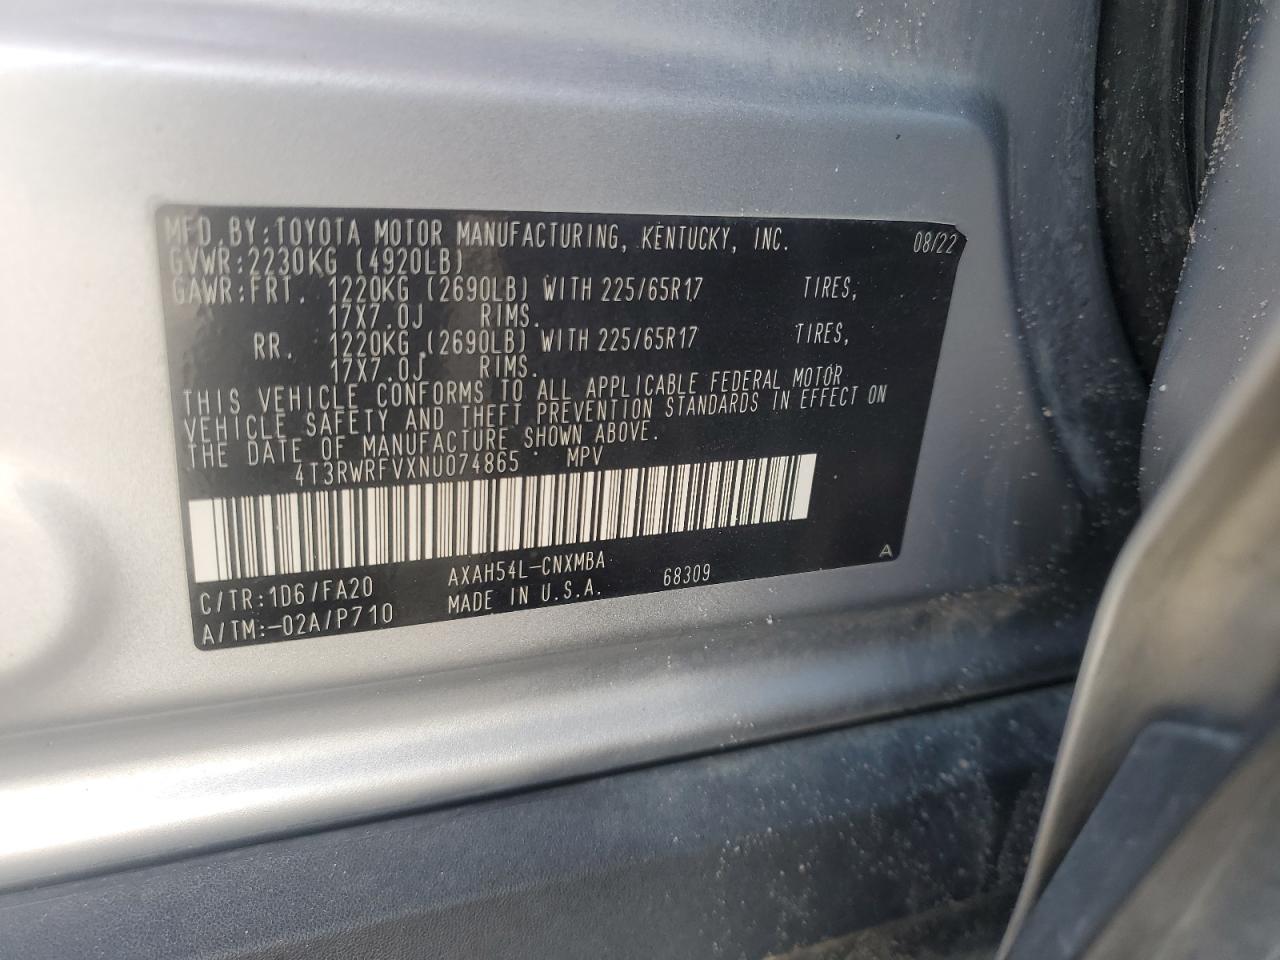 MFD. BY: TOYOTA MOTOR MANUFACTURING, KENTUCKY, INC. 08/22
GVWR: 2230KG (4920LB)
GAWR: FRT. 1220KG (2690LB) WITH 225/65R17 TIRES,
17X7.0J RIMS.
RR. 1220KG (2690LB) WITH 225/65R17 TIRES,
17X7.0J RIMS.
THIS VEHICLE CONFORMS TO ALL APPLICABLE FEDERAL MOTOR
VEHICLE SAFETY AND THEFT PREVENTION STANDARDS IN EFFECT ON
THE DATE OF MANUFACTURE SHOWN ABOVE.
4T3RWRFVXNU074865 MPV
C/TR: 1D6/FA20 AXAH54L-CNXMBA 68309 A
A/TM:-02A/P710 MADE IN U.S.A.